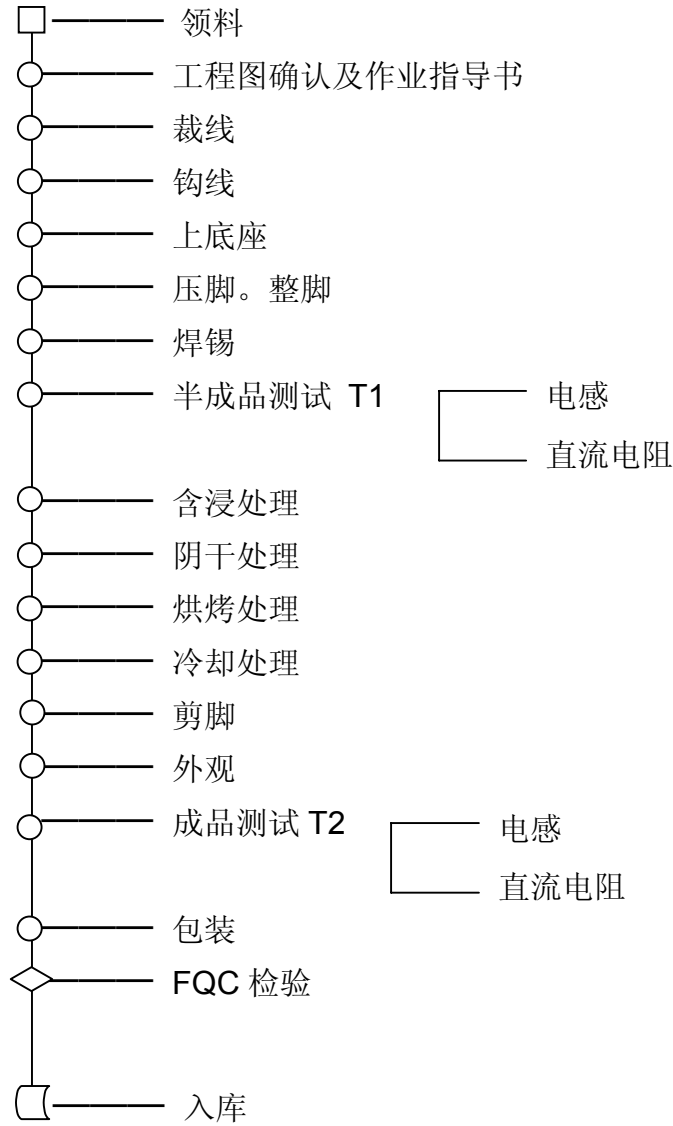 领料
工程图确认及作业指导书
裁线
钩线
上底座
压脚。整脚
焊锡
半成品测试 T1
电感
直流电阻
含浸处理
阴干处理
烘烤处理
冷却处理
剪脚
外观
成品测试 T2
电感
直流电阻
包装
FQC 检验
入库